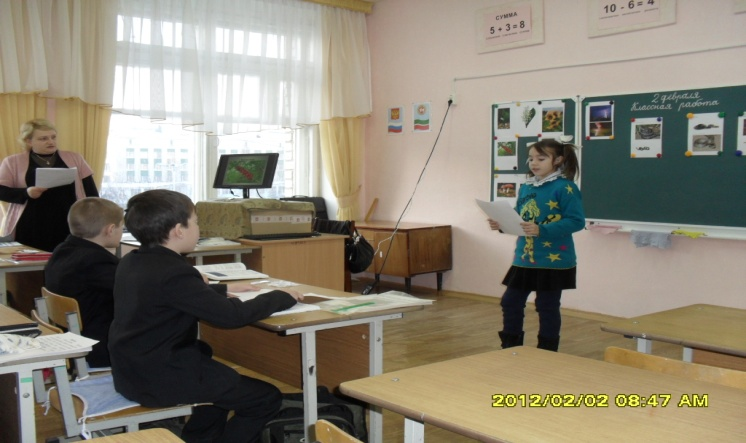 СУММА
5 + 3 = 8
10 - 6 = 4
2 февраля
Классная работа
2012/02/02 08:47 AM